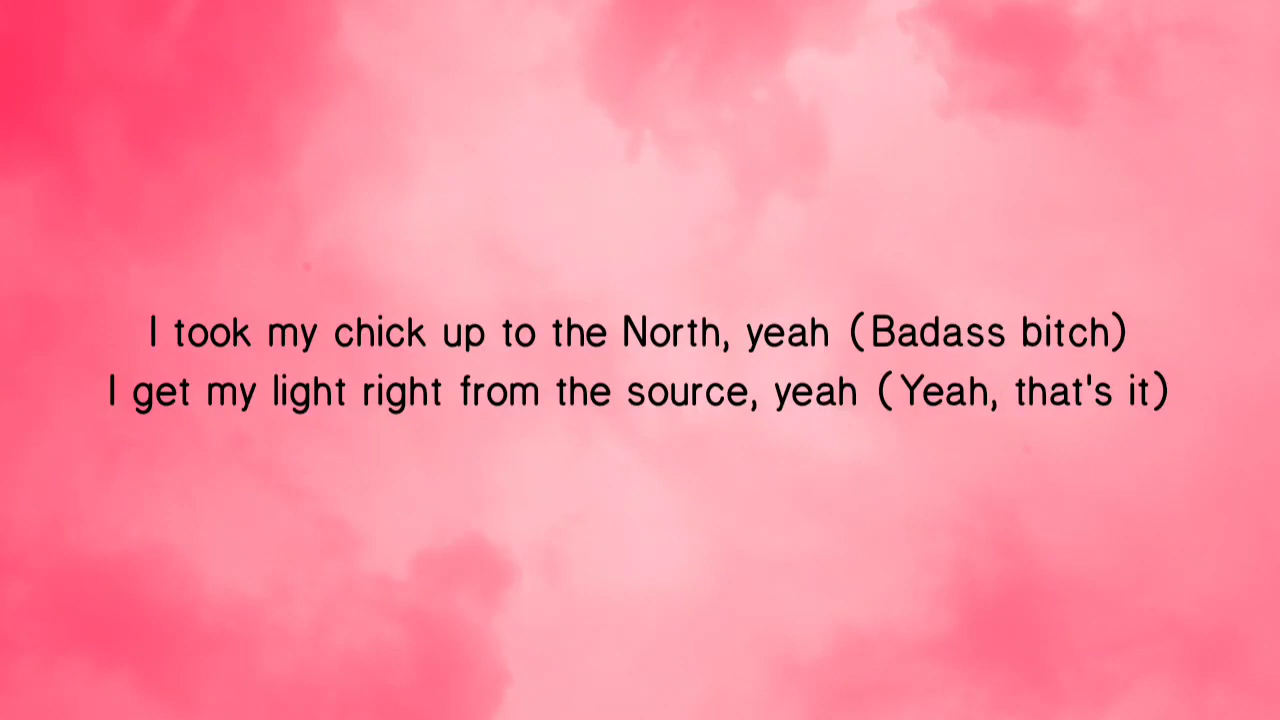 I took my chick up to the North, yeah (Badass bitch)
I get my light right from the source, yeah (Yeah, that's it)